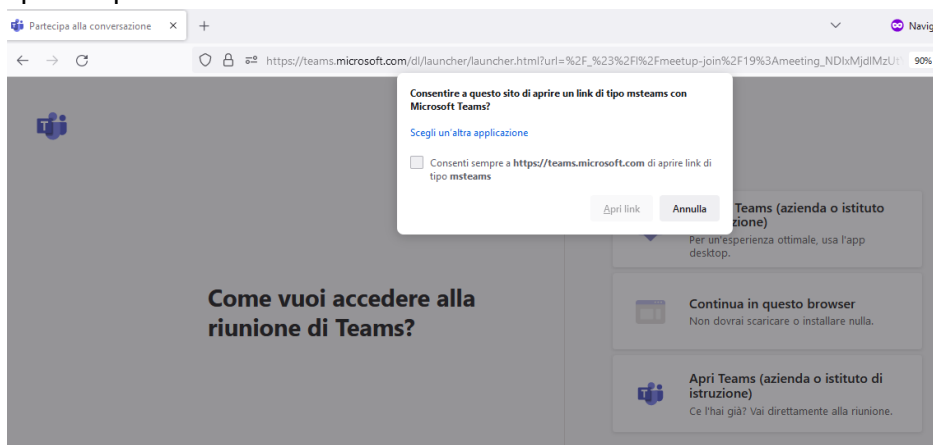 Partecipa alla conversazione
Navig
https://teams.microsoft.com/dl/launcher/launcher.html?url=%2F_%23%2Fl%2Fmeetup-join%2F19%3Ameeting_NDIxMjdlMzUt
90%
Consentire a questo sito di aprire un link di tipo msteams con
Microsoft Teams?
Scegli un'altra applicazione
Consenti sempre a https://teams.microsoft.com di aprire link di
tipo msteams
Apri link
Annulla
Teams (azienda o istituto
zione)
Per un'esperienza ottimale, usa l'app
desktop.
Come vuoi accedere alla
riunione di Teams?
Continua in questo browser
Non dovrai scaricare o installare nulla.
Apri Teams (azienda o istituto di
istruzione)
Ce l'hai già? Vai direttamente alla riunione.